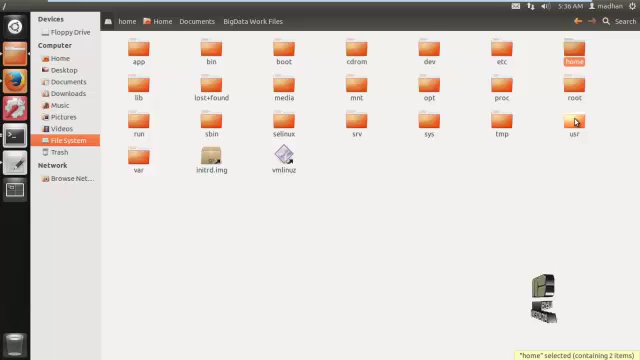 / 5:36 AM madhan
Devices
Floppy Drive
Computer
Home
Desktop
Documents
Downloads
Music
Pictures
Videos
File System
Trash
Network
Browse Net...
home Home Documents BigData Work Files Search
app bin boot cdrom dev etc home
lib lost+found media mnt opt proc root
run sbin selinux srv sys tmp usr
var initrd.img vmlinuz
"home" selected (containing 2 items)